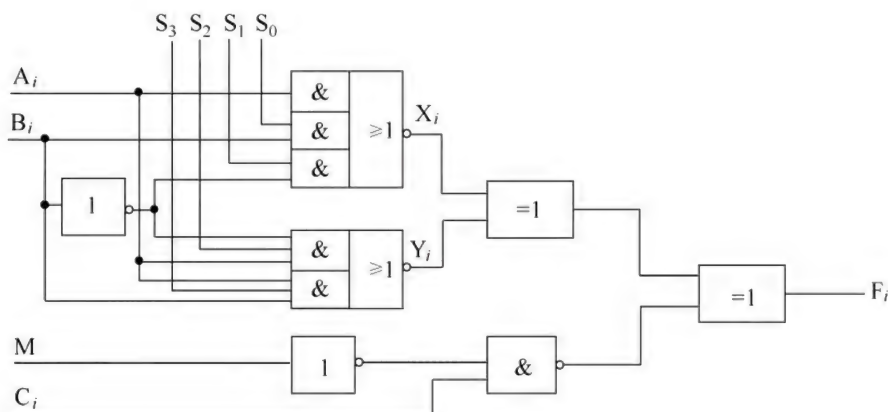 S₃ S₂ S₁ S₀
Aᵢ
&
Bᵢ
&
≥1
Xᵢ
&
1
=1
&
≥1
Yᵢ
&
=1
Fᵢ
M
1
&
Cᵢ